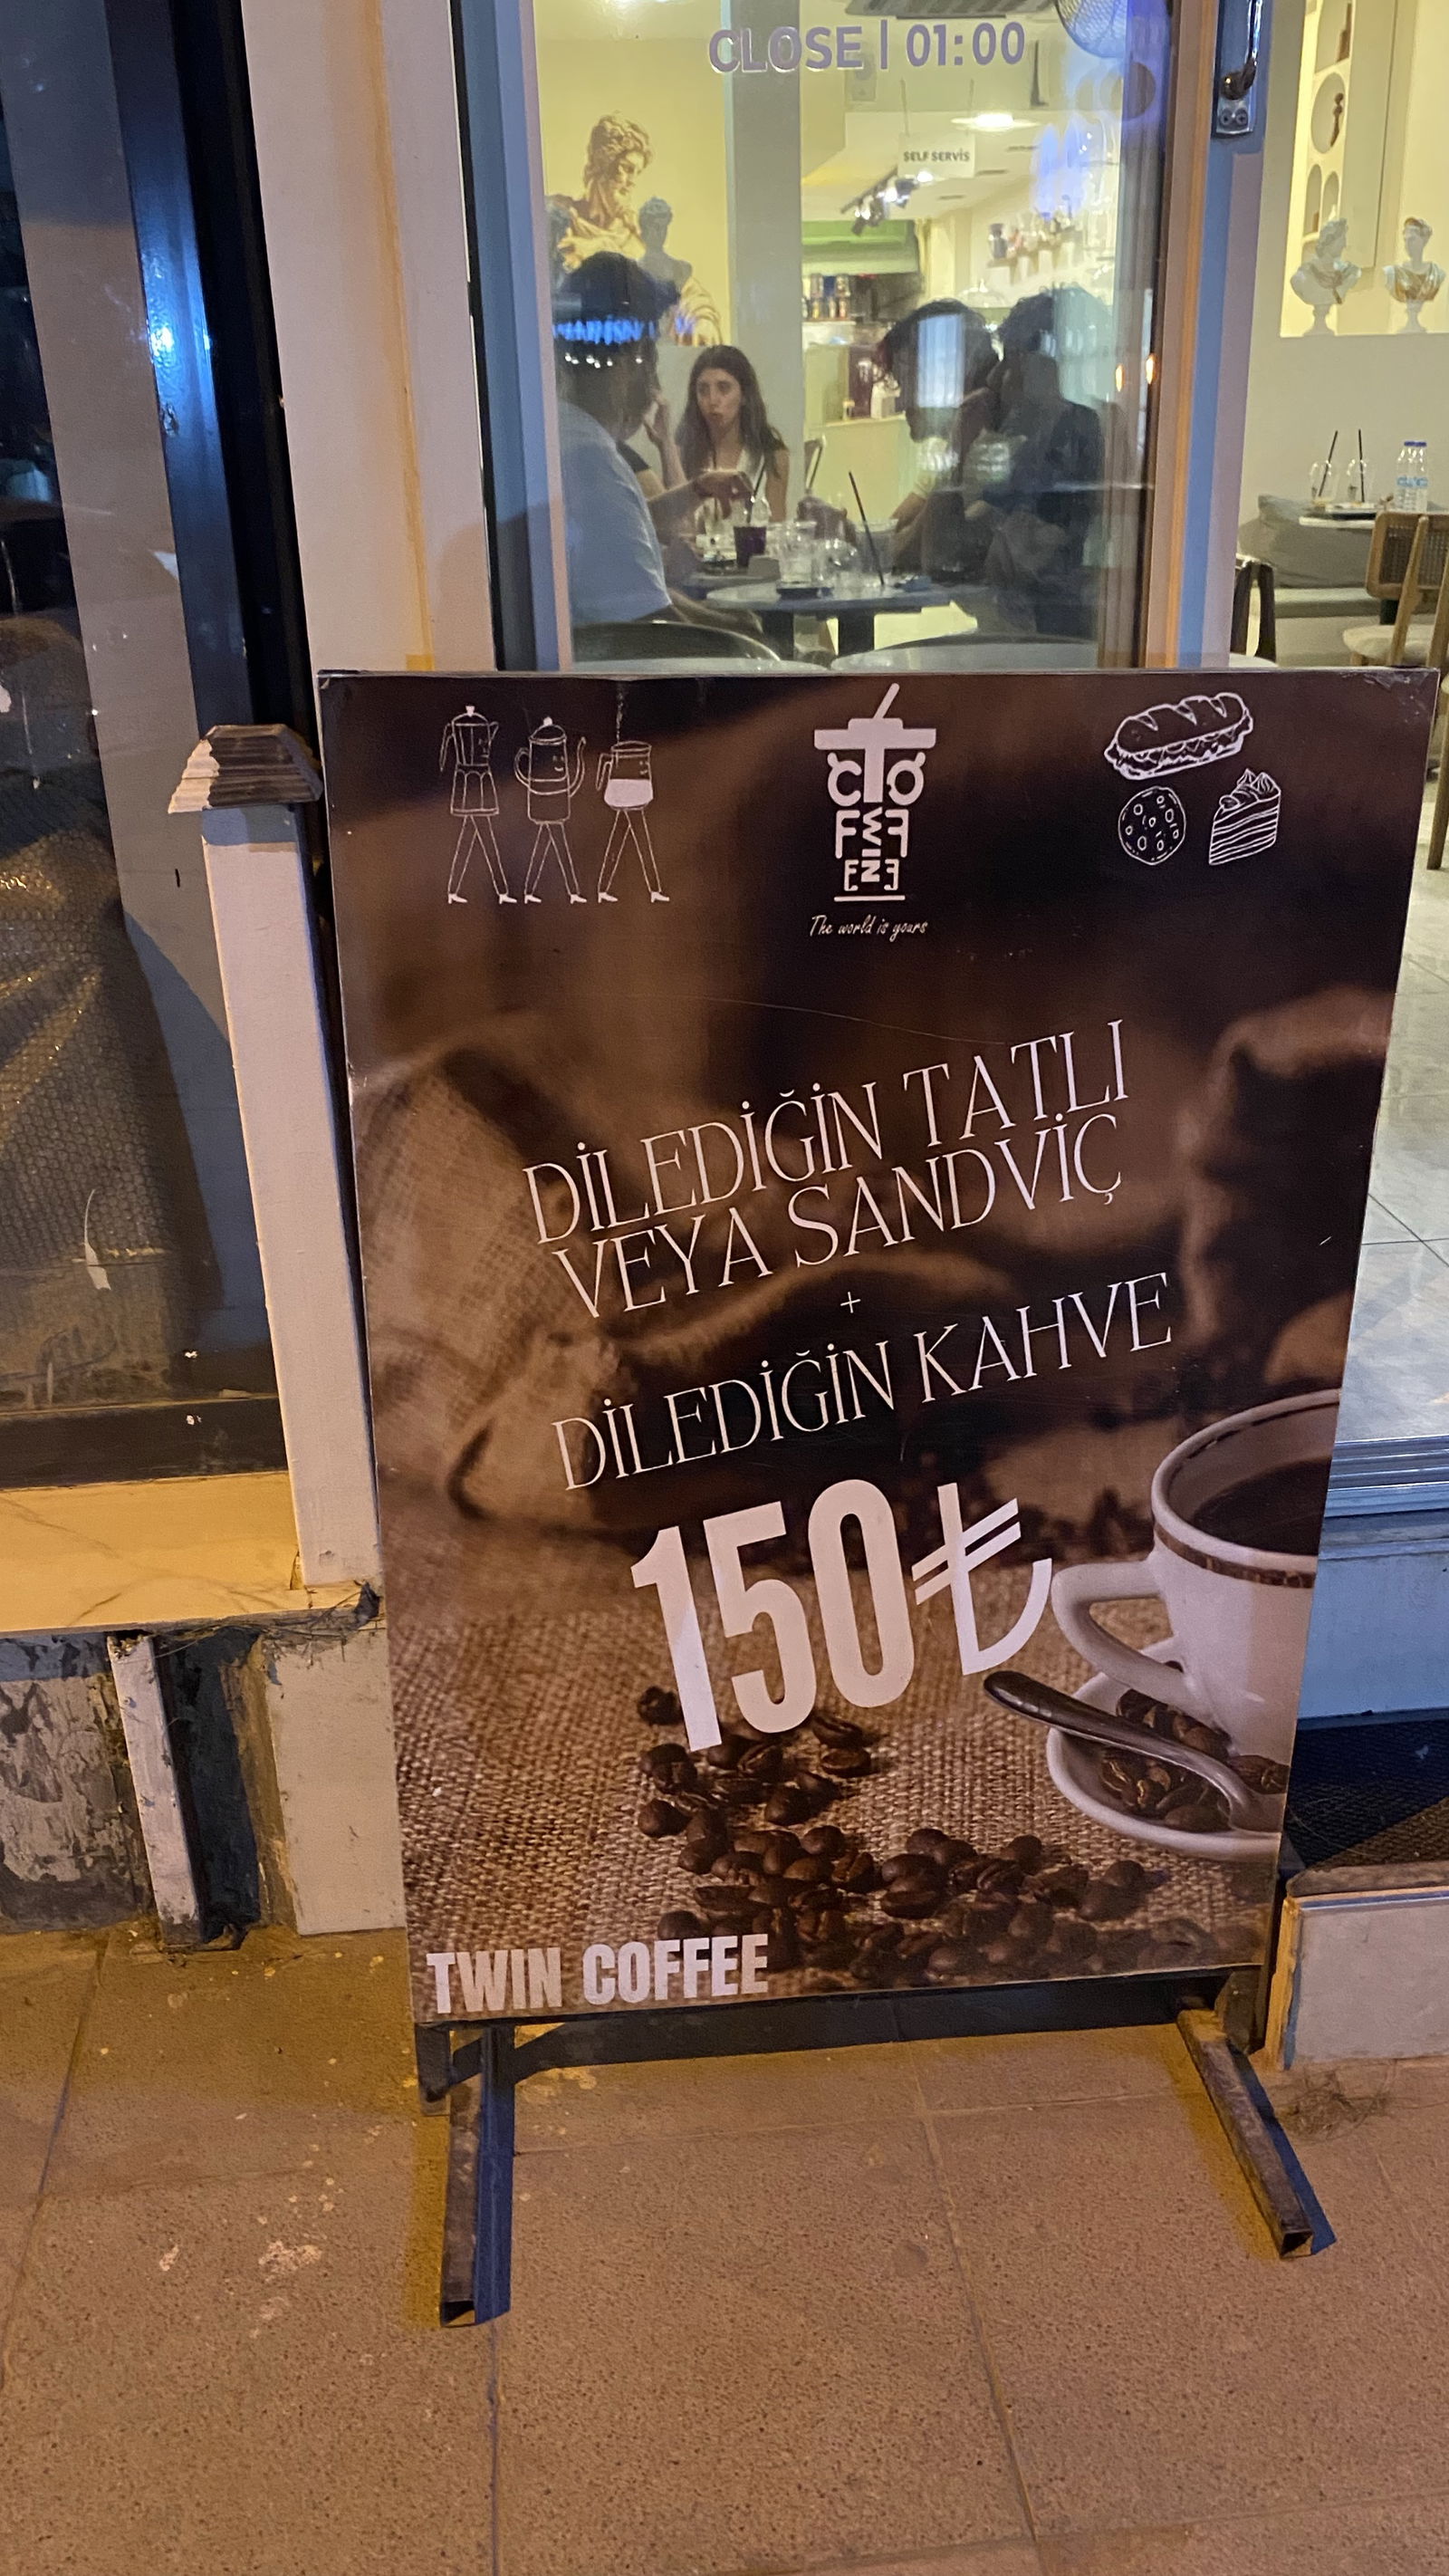 CLOSE | 01:00
SELF SERVİS
The world is yours
DİLEDİĞİN TATLI
VEYA SANDVİÇ
+
DİLEDİĞİN KAHVE
150₺
TWIN COFFEE